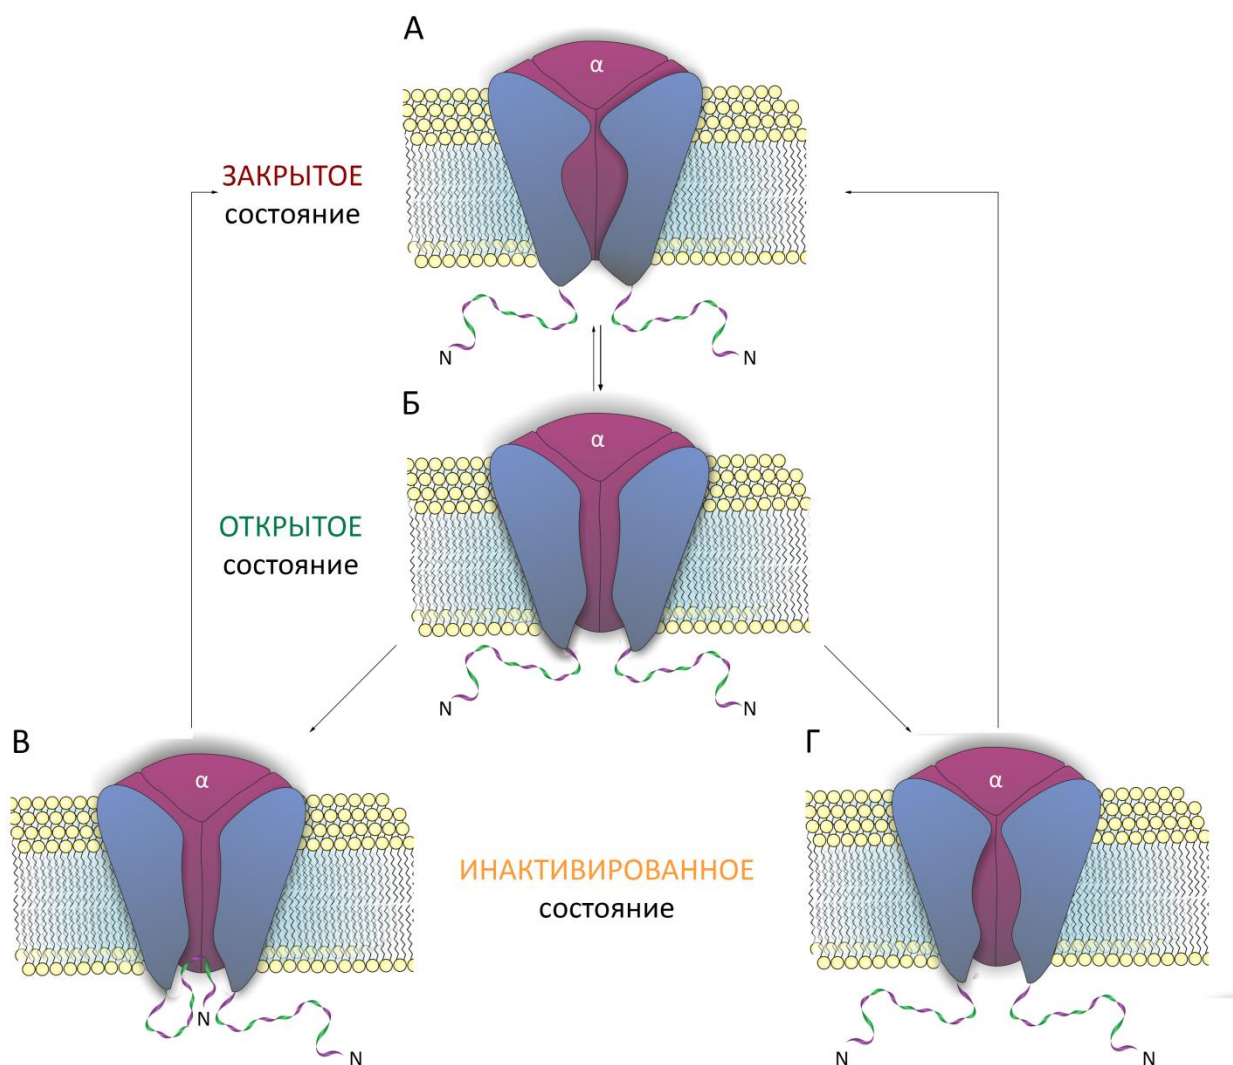 А
α
ЗАКРЫТОЕ
состояние
N
N
Б
α
ОТКРЫТОЕ
состояние
N
N
В
Г
α
α
ИНАКТИВИРОВАННОЕ
состояние
N
N
N
N